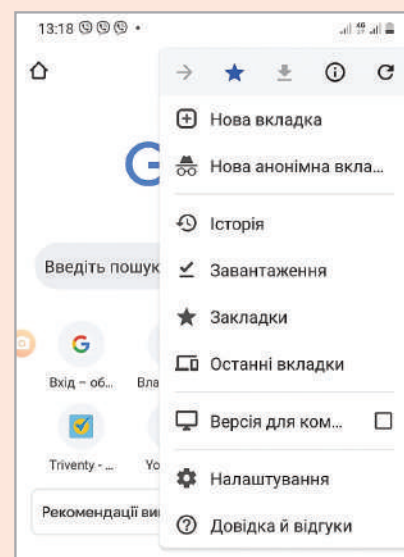 13:18
4G
G
Нова вкладка
Нова анонімна вкла...
Історія
Введіть пошук
Завантаження
Закладки
G
Останні вкладки
Вхід – об...
Вла
Версія для ком...
Triventy - ...
Yo
Налаштування
Рекомендації ви
Довідка й відгуки